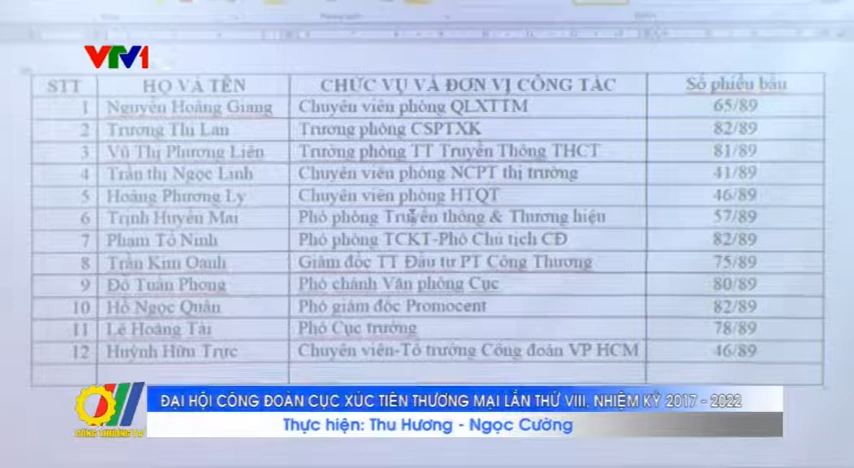 VTV1
STT HỌ VÀ TÊN CHỨC VỤ VÀ ĐƠN VỊ CÔNG TÁC Số phiếu bầu
1 Nguyễn Hoàng Giang Chuyên viên phòng QLXTTM 65/89
2 Trương Thị Lan Trưởng phòng CSPTXK 82/89
3 Vũ Thị Phương Liên Trưởng phòng TT Truyền Thông THCT 81/89
4 Trần thị Ngọc Linh Chuyên viên phòng NCPT thị trường 41/89
5 Hoàng Phương Ly Chuyên viên phòng HTQT 46/89
6 Trịnh Huyền Mai Phó phòng Truyền thông & Thương hiệu 57/89
7 Phạm Tố Ninh Phó phòng TCKT-Phó Chủ tịch CĐ 82/89
8 Trần Kim Oanh Giám đốc TT Đầu tư PT Công Thương 75/89
9 Đỗ Tuấn Phong Phó chánh Văn phòng Cục 80/89
10 Hồ Ngọc Quân Phó giám đốc Promocent 82/89
11 Lê Hoàng Tài Phó Cục trưởng 78/89
12 Huỳnh Hữu Trực Chuyên viên-Tổ trưởng Công đoàn VP HCM 46/89
ĐẠI HỘI CÔNG ĐOÀN CỤC XÚC TIẾN THƯƠNG MẠI LẦN THỨ VIII, NHIỆM KỲ 2017 - 2022
CÔNG THƯƠNG
Thực hiện: Thu Hương - Ngọc Cường